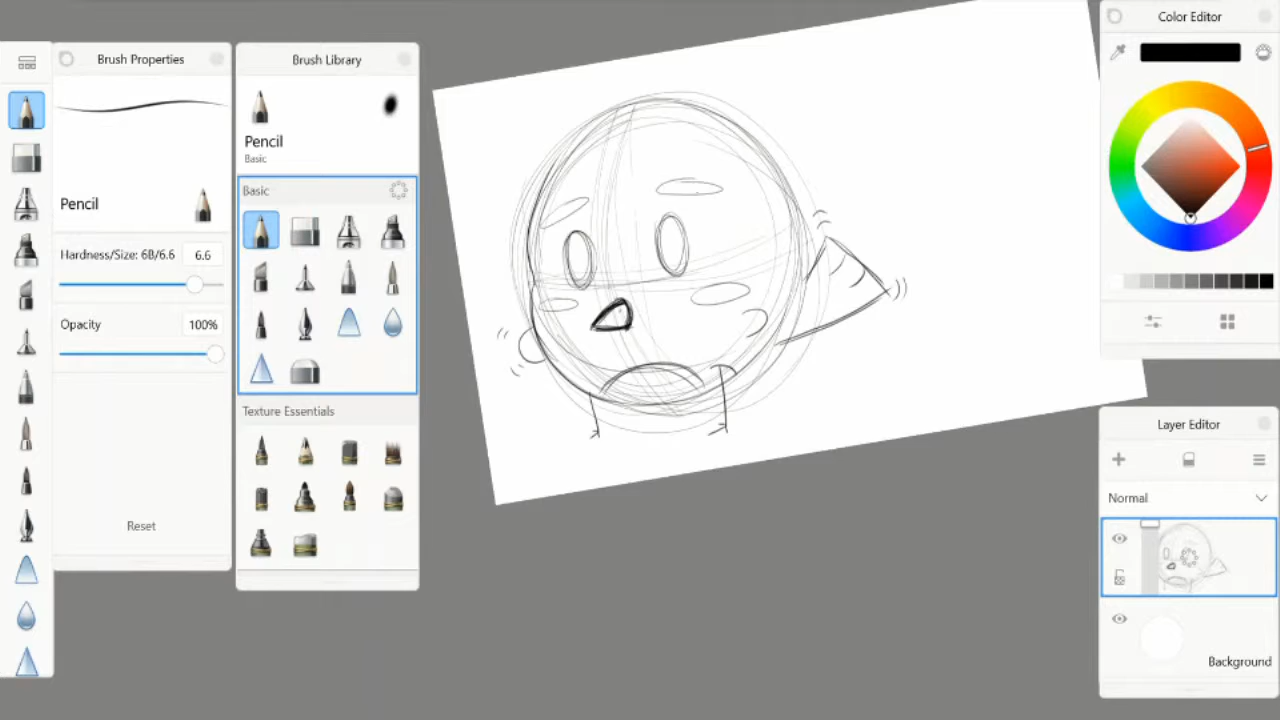 Brush Properties
Pencil
Hardness/Size: 6B/6.6
6.6
Opacity
100%
Reset
Brush Library
Pencil
Basic
Basic
Texture Essentials
Color Editor
Layer Editor
Normal
Background